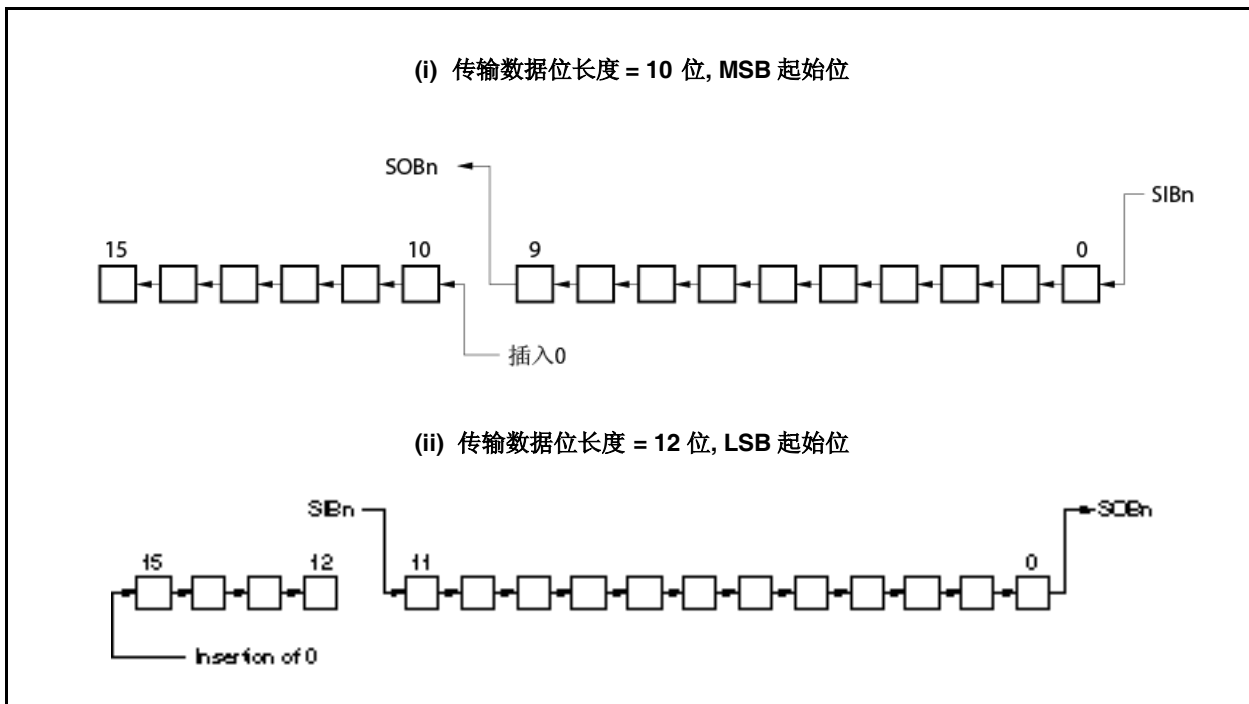 (i) 传输数据位长度 = 10 位, MSB 起始位
SOBn
SIBn
15
10
9
0
插入0
(ii) 传输数据位长度 = 12 位, LSB 起始位
SIBn
SOBn
15
12
11
0
Insertion of 0